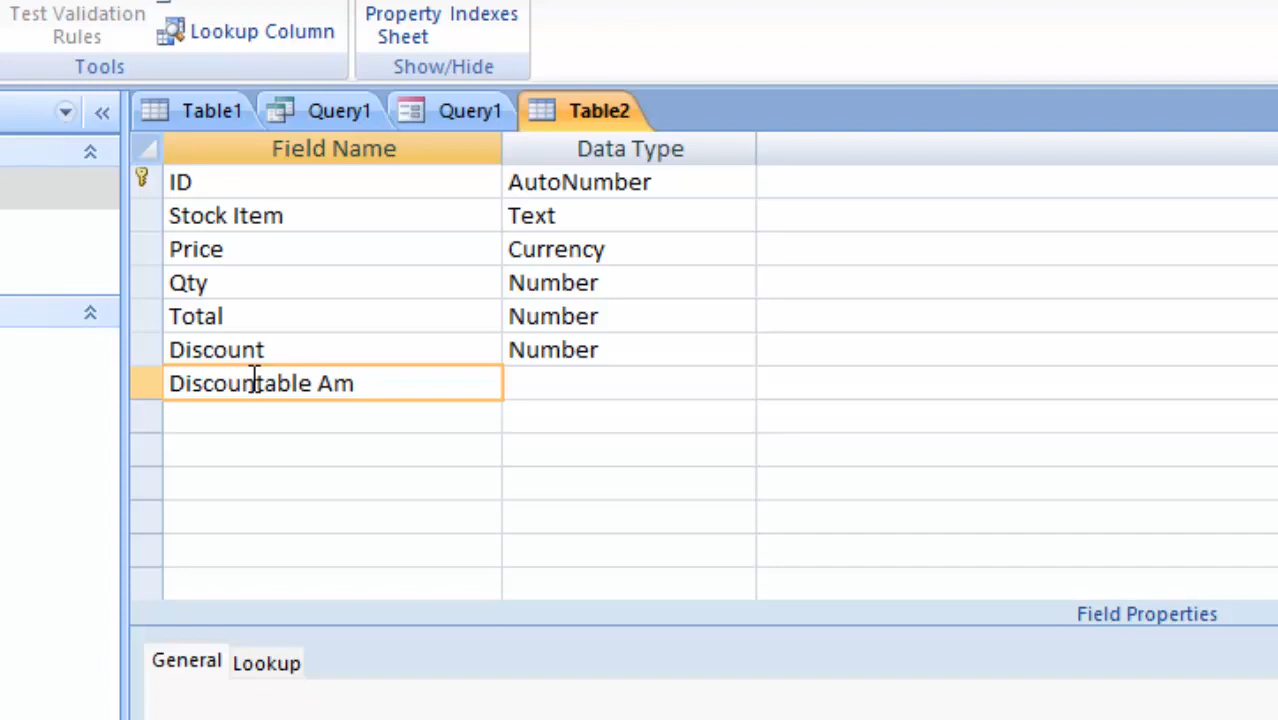 Test Validation
Rules
Lookup Column
Property Indexes
Sheet
Tools
Show/Hide
Table1
Query1
Query1
Table2
Field Name
Data Type
ID
AutoNumber
Stock Item
Text
Price
Currency
Qty
Number
Total
Number
Discount
Number
Discountable Am
Field Properties
General
Lookup